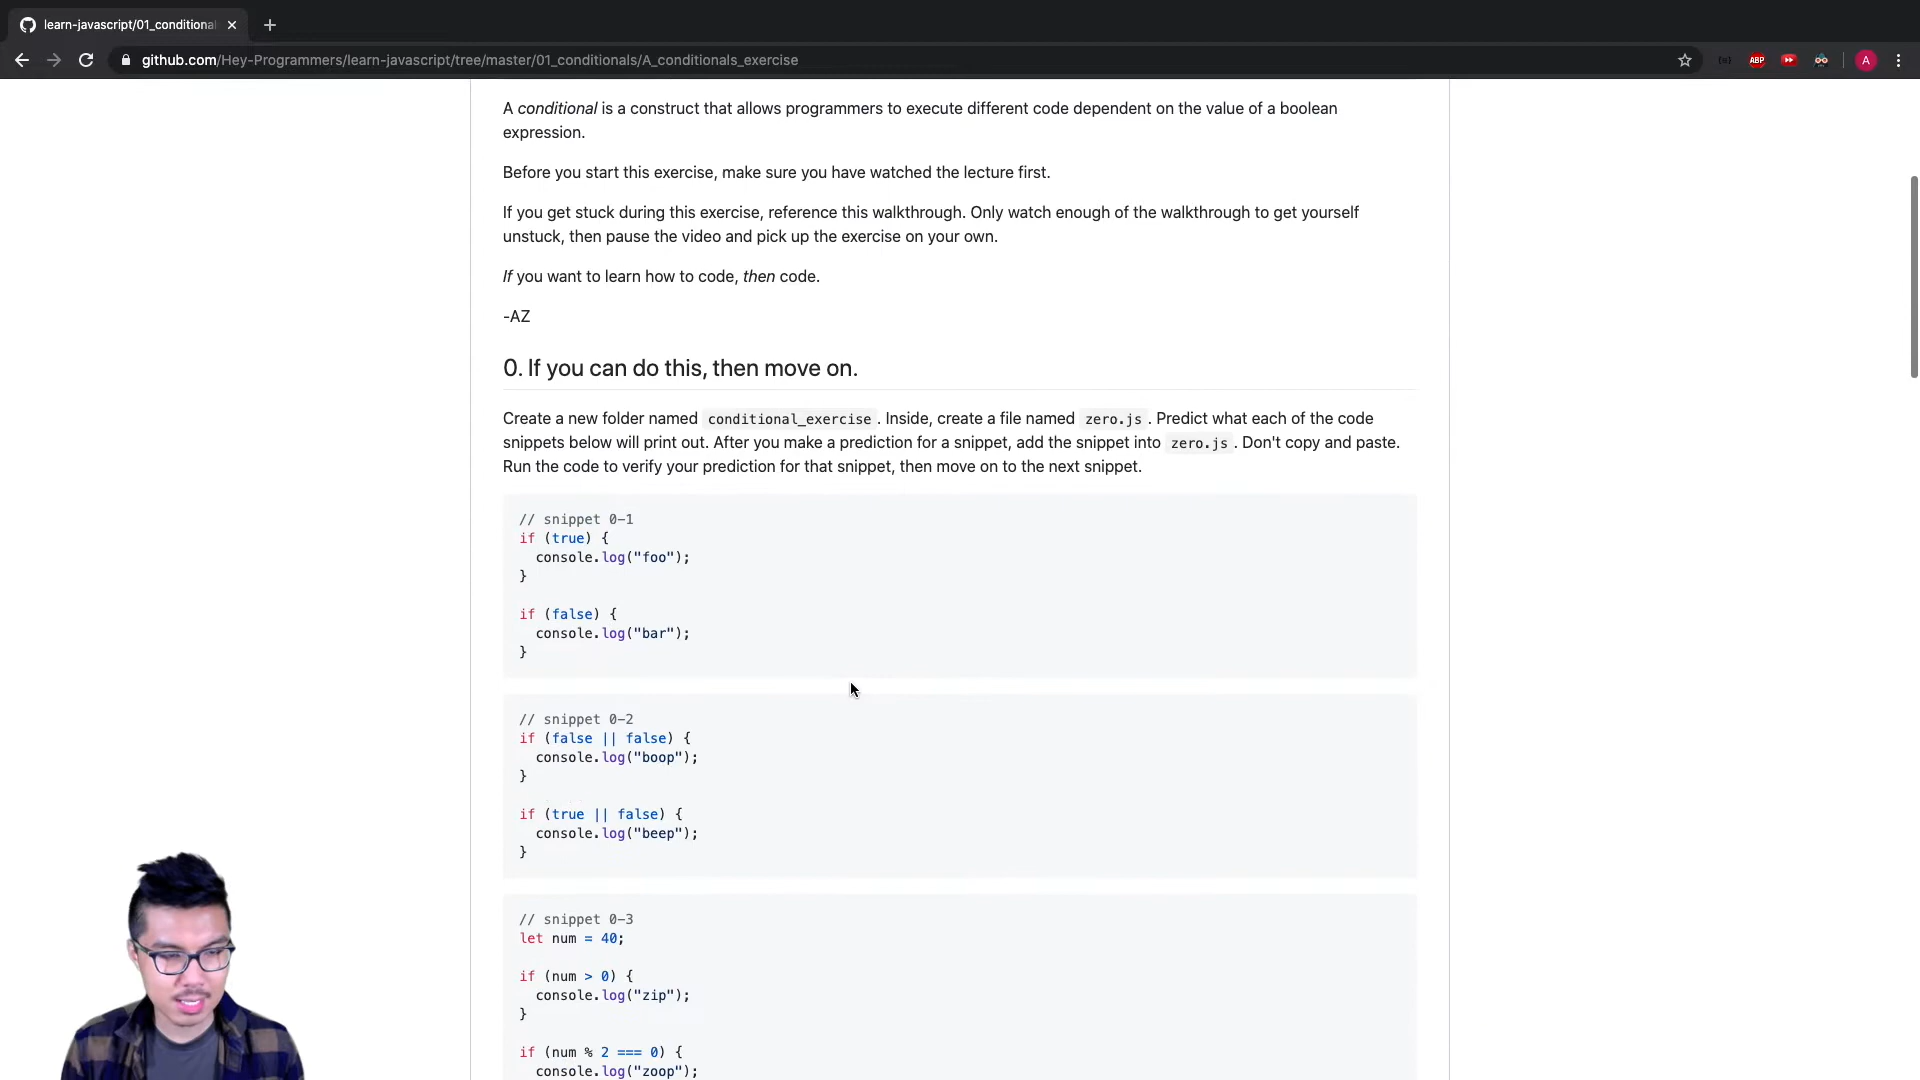 learn-javascript/01_conditional
github.com/Hey-Programmers/learn-javascript/tree/master/01_conditionals/A_conditionals_exercise
ABP
A
A conditional is a construct that allows programmers to execute different code dependent on the value of a boolean
expression.
Before you start this exercise, make sure you have watched the lecture first.
If you get stuck during this exercise, reference this walkthrough. Only watch enough of the walkthrough to get yourself
unstuck, then pause the video and pick up the exercise on your own.
If you want to learn how to code, then code.
-AZ
0. If you can do this, then move on.
Create a new folder named conditional_exercise . Inside, create a file named zero.js . Predict what each of the code
snippets below will print out. After you make a prediction for a snippet, add the snippet into zero.js . Don't copy and paste.
Run the code to verify your prediction for that snippet, then move on to the next snippet.
// snippet 0-1
if (true) {
console.log("foo");
}
if (false) {
console.log("bar");
}
// snippet 0-2
if (false || false) {
console.log("boop");
}
if (true || false) {
console.log("beep");
}
// snippet 0-3
let num = 40;
if (num > 0) {
console.log("zip");
}
if (num % 2 === 0) {
console.log("zoop");